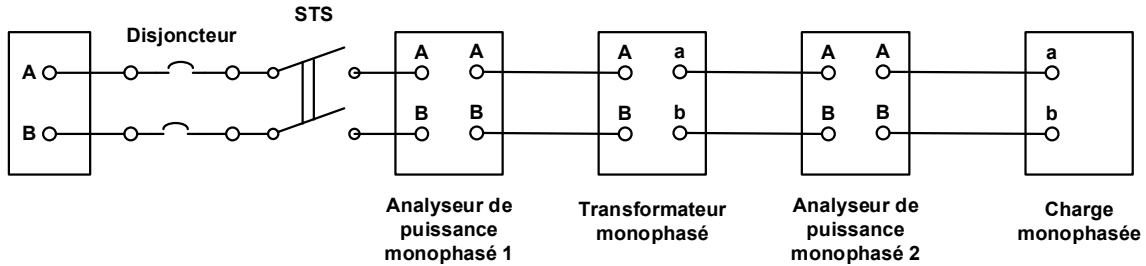 STS
Disjoncteur
A A A A a A A a
B B B B b B B b
Analyseur de
puissance
monophasé 1
Transformateur
monophasé
Analyseur de
puissance
monophasé 2
Charge
monophasée